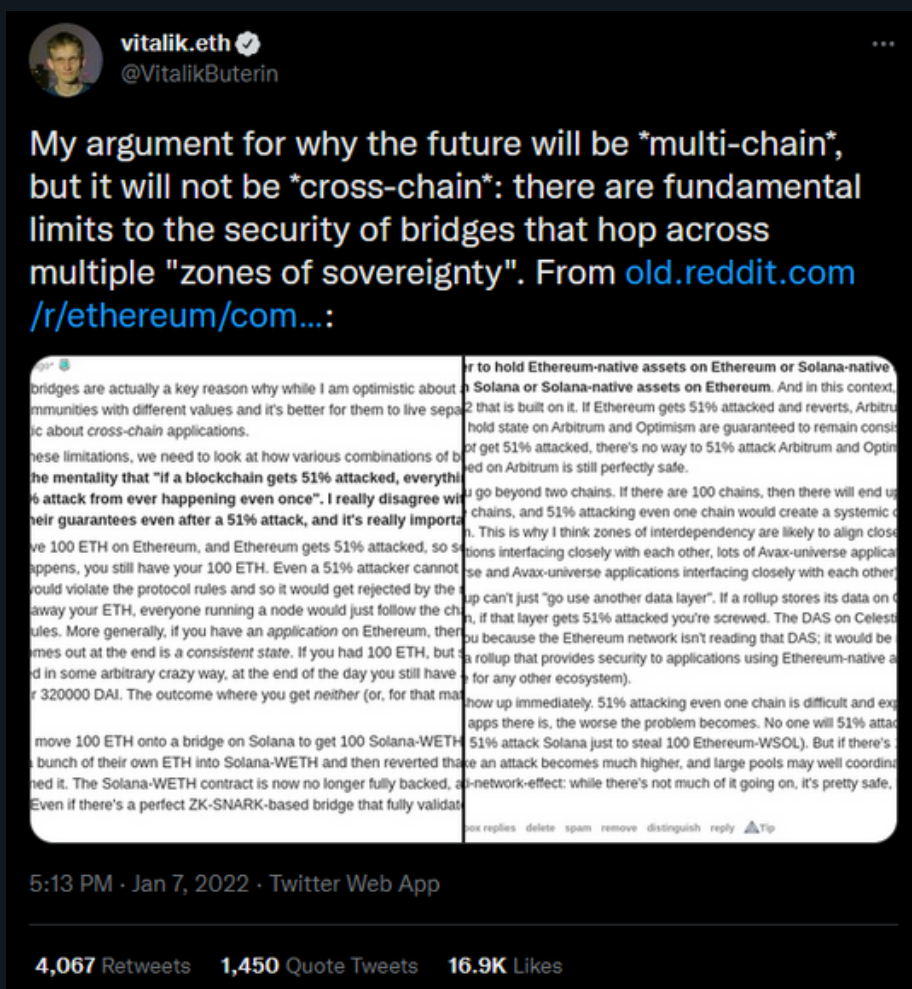 vitalik.eth
@VitalikButerin
My argument for why the future will be *multi-chain*,
but it will not be *cross-chain*: there are fundamental
limits to the security of bridges that hop across
multiple "zones of sovereignty". From old.reddit.com
/r/ethereum/com...:
bridges are actually a key reason why while I am optimistic about
mmunities with different values and it's better for them to live sepa
ic about cross-chain applications.
hese limitations, we need to look at how various combinations of b
he mentality that "if a blockchain gets 51% attacked, everythi
% attack from ever happening even once". I really disagree wit
heir guarantees even after a 51% attack, and it's really importa
ve 100 ETH on Ethereum, and Ethereum gets 51% attacked, so s
appens, you still have your 100 ETH. Even a 51% attacker cannot
would violate the protocol rules and so it would get rejected by the
away your ETH, everyone running a node would just follow the cha
ules. More generally, if you have an application on Ethereum, then
omes out at the end is a consistent state. If you had 100 ETH, but
d in some arbitrary crazy way, at the end of the day you still have
r 320000 DAI. The outcome where you get neither (or, for that mat
move 100 ETH onto a bridge on Solana to get 100 Solana-WETH
bunch of their own ETH into Solana-WETH and then reverted tha
ned it. The Solana-WETH contract is now no longer fully backed, a
Even if there's a perfect ZK-SNARK-based bridge that fully validat
er to hold Ethereum-native assets on Ethereum or Solana-native
n Solana or Solana-native assets on Ethereum. And in this context,
2 that is built on it. If Ethereum gets 51% attacked and reverts, Arbitru
hold state on Arbitrum and Optimism are guaranteed to remain consis
ot get 51% attacked, there's no way to 51% attack Arbitrum and Optim
ed on Arbitrum is still perfectly safe.
u go beyond two chains. If there are 100 chains, then there will end up
chains, and 51% attacking even one chain would create a systemic c
n. This is why I think zones of interdependency are likely to align close
tions interfacing closely with each other, lots of Avax-universe applica
se and Avax-universe applications interfacing closely with each other)
up can't just "go use another data layer". If a rollup stores its data on C
n, if that layer gets 51% attacked you're screwed. The DAS on Celesti
ou because the Ethereum network isn't reading that DAS; it would be
a rollup that provides security to applications using Ethereum-native a
for any other ecosystem).
how up immediately. 51% attacking even one chain is difficult and exp
apps there is, the worse the problem becomes. No one will 51% attac
51% attack Solana just to steal 100 Ethereum-WSOL). But if there's
ke an attack becomes much higher, and large pools may well coordina
i-network-effect: while there's not much of it going on, it's pretty safe,
box replies delete spam remove distinguish reply Tip
5:13 PM · Jan 7, 2022 · Twitter Web App
4,067 Retweets 1,450 Quote Tweets 16.9K Likes